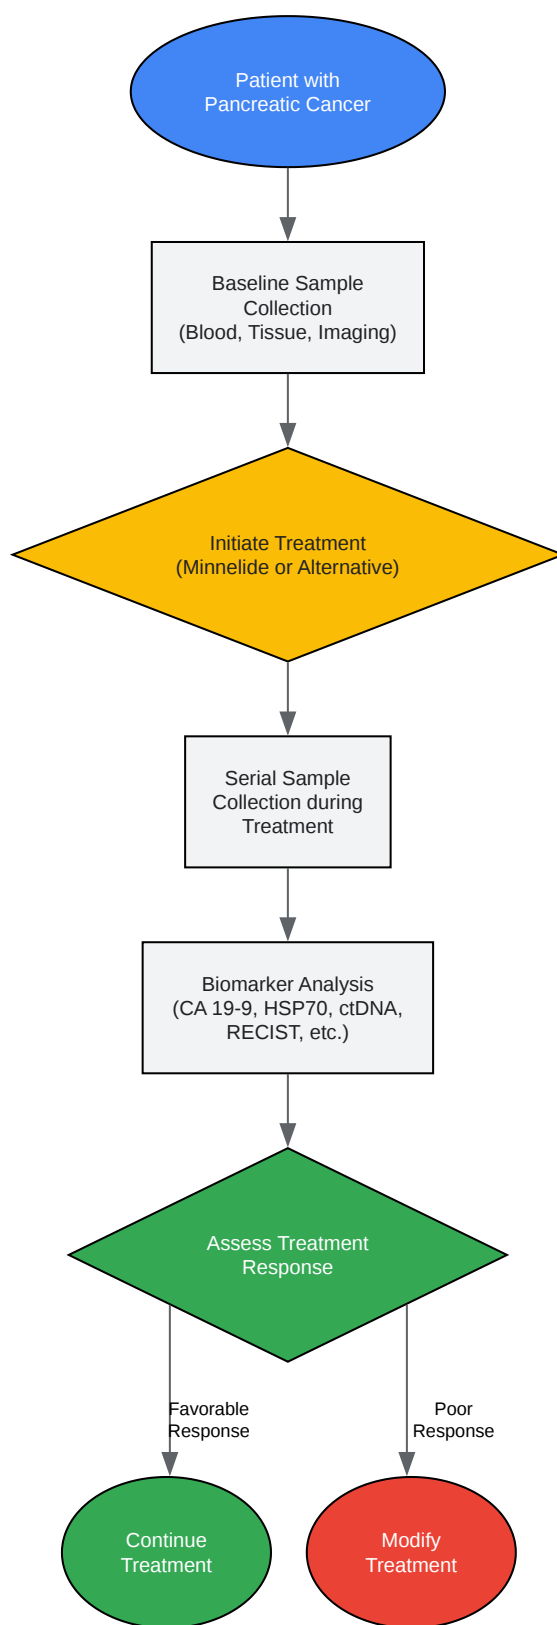 Patient with
Pancreatic Cancer
Baseline Sample
Collection
(Blood, Tissue, Imaging)
Initiate Treatment
(Minnelide or Alternative)
Serial Sample
Collection during
Treatment
Biomarker Analysis
(CA 19-9, HSP70, ctDNA,
RECIST, etc.)
Assess Treatment
Response
Favorable
Response
Poor
Response
Continue
Treatment
Modify
Treatment